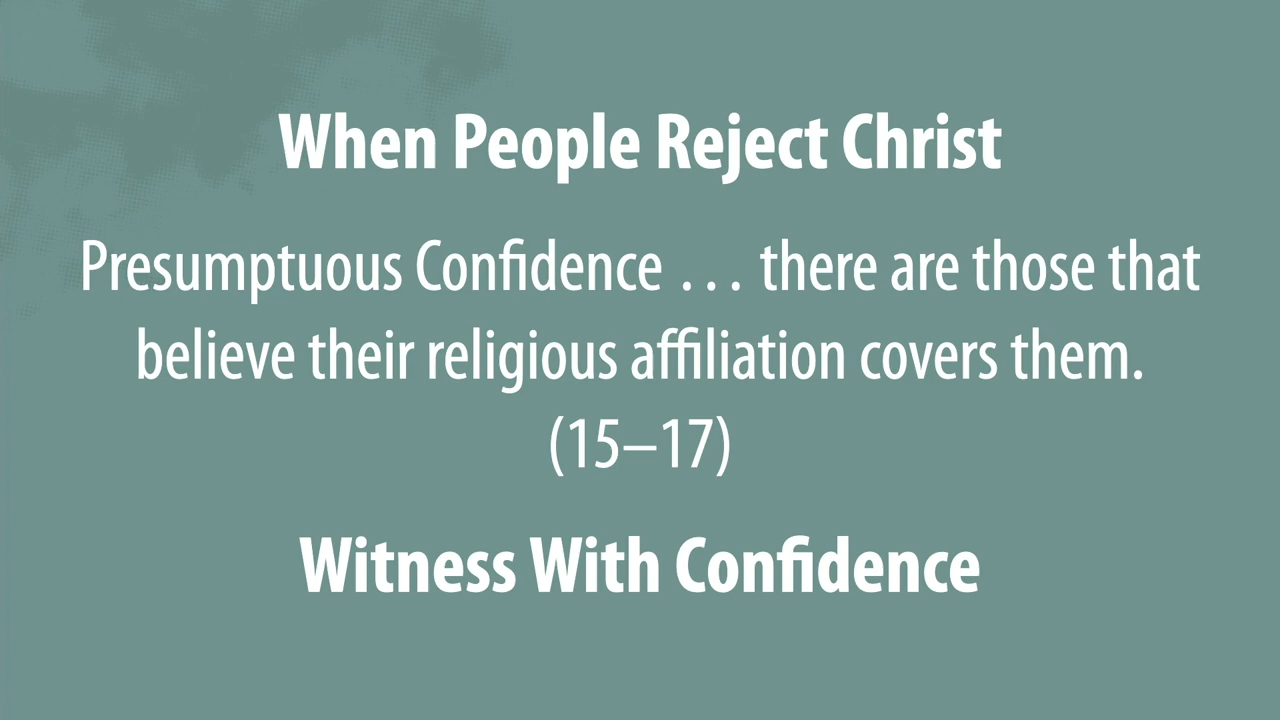 When People Reject Christ
Presumptuous Confidence . . . there are those that
believe their religious affiliation covers them.
(15–17)
Witness With Confidence